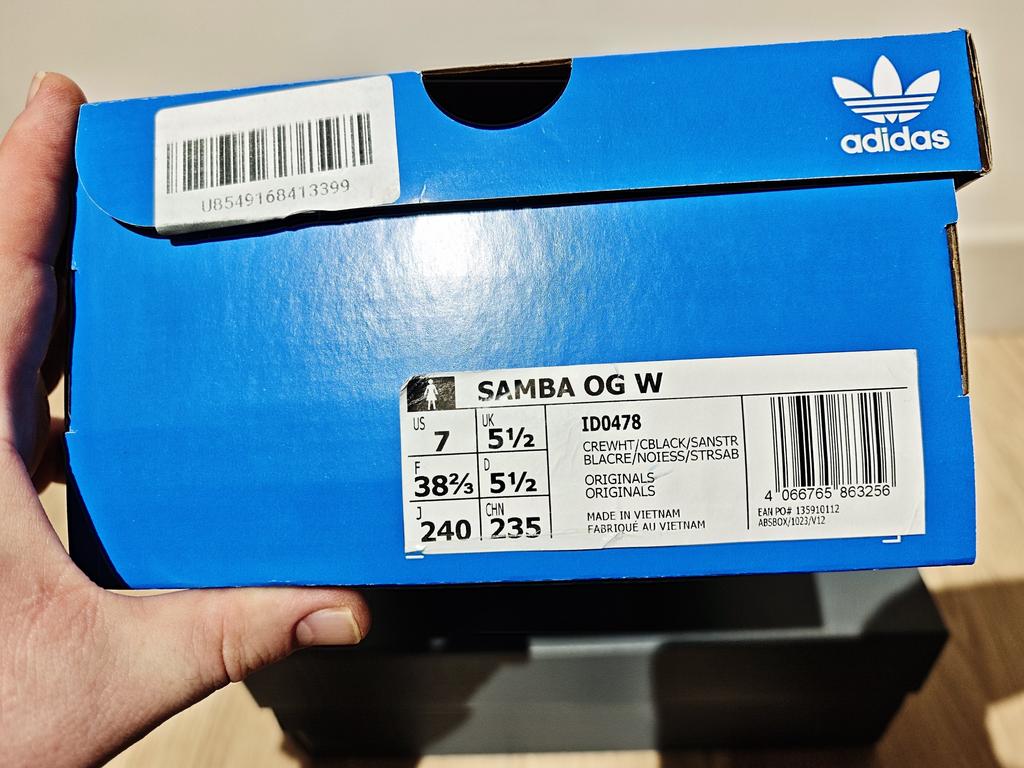 U8549168413399
adidas
SAMBA OG W
US 7
UK 5½
F 38⅔
D 5½
J 240
CHN 235
ID0478
CREWHT/CBLACK/SANSTR
BLACRE/NOIESS/STRSAB
ORIGINALS
ORIGINALS
MADE IN VIETNAM
FABRIQUÉ AU VIETNAM
4 066765 863256
EAN PO# 135910112
ABSBOX/1023/V12